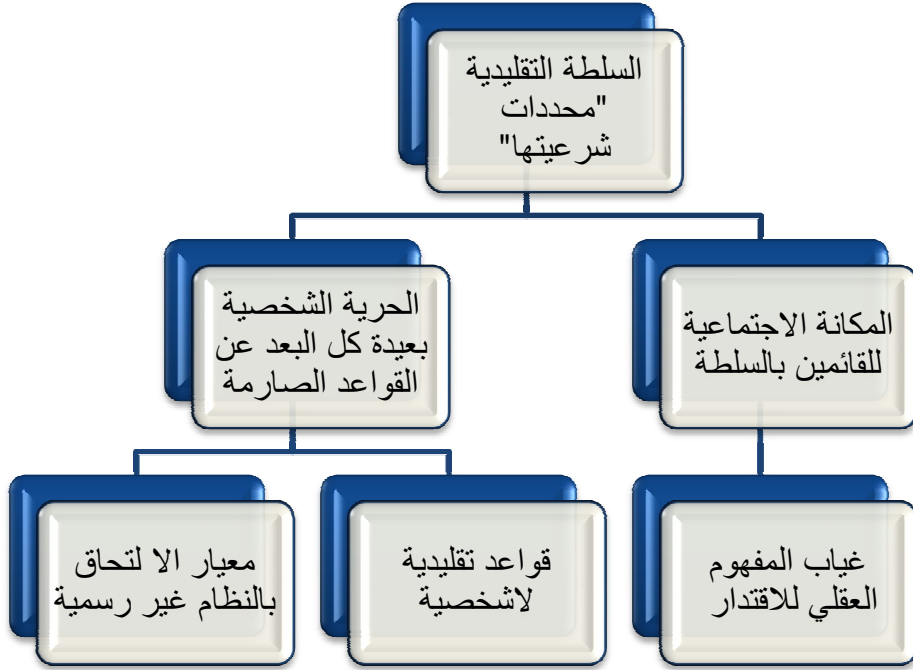 السلطة التقليدية
"محددات
شرعيتها"
المكانة الاجتماعية
للقائمين بالسلطة
الحرية الشخصية
بعيدة كل البعد عن
القواعد الصارمة
غياب المفهوم
العقلي للاقتدار
قواعد تقليدية
لاشخصية
معيار الا لتحاق
بالنظام غير رسمية